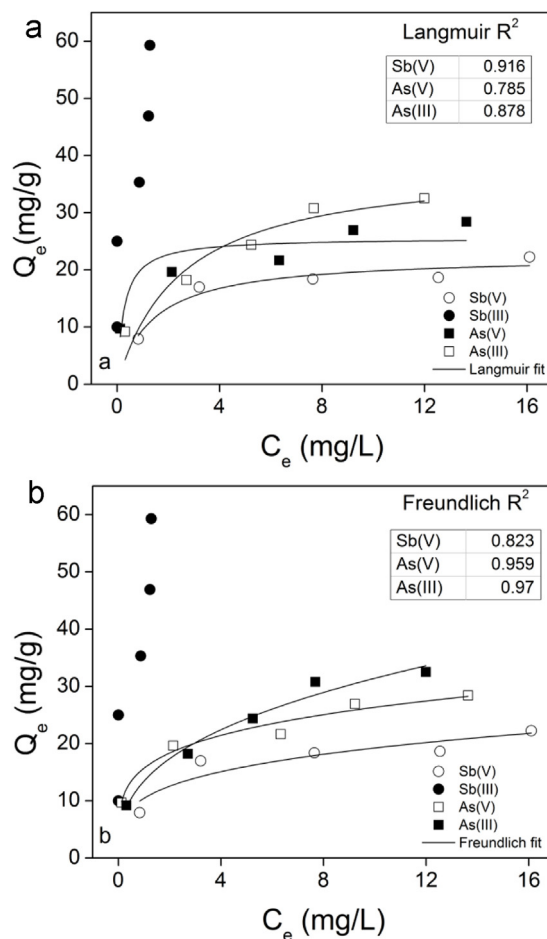 a
Langmuir R²
Sb(V) 0.916
As(V) 0.785
As(III) 0.878
60
50
40
30
20
10
0
Qe(mg/g)
Sb(V)
Sb(III)
As(V)
As(III)
Langmuir fit
a
0 4 8 12 16
Ce (mg/L)
b
Freundlich R²
Sb(V) 0.823
As(V) 0.959
As(III) 0.97
60
50
40
30
20
10
0
Qe (mg/g)
Sb(V)
Sb(III)
As(V)
As(III)
Freundlich fit
b
0 4 8 12 16
Ce (mg/L)